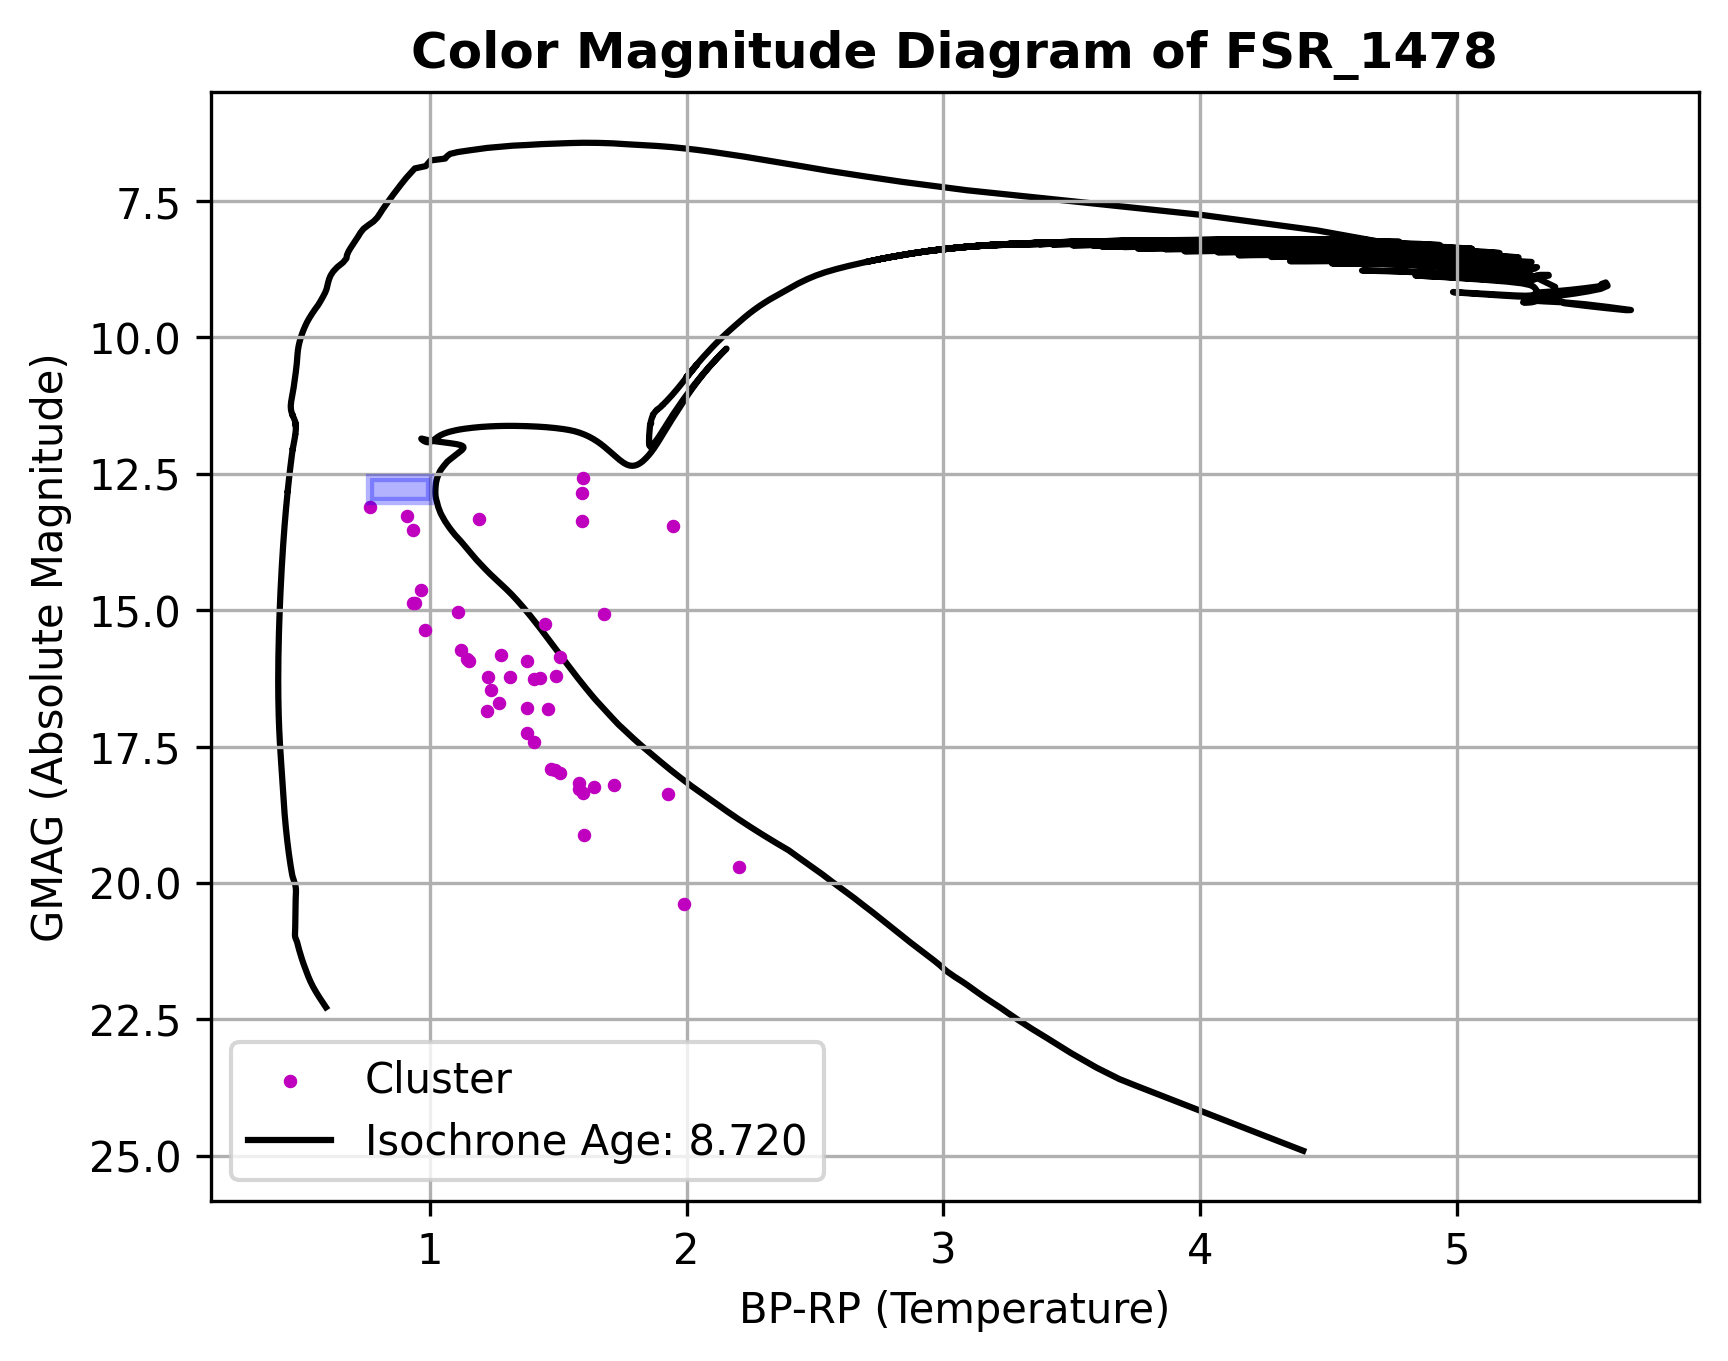 Color Magnitude Diagram of FSR_1478
GMAG (Absolute Magnitude)
7.5
10.0
12.5
15.0
17.5
20.0
22.5
25.0
Cluster
Isochrone Age: 8.720
1 2 3 4 5
BP-RP (Temperature)